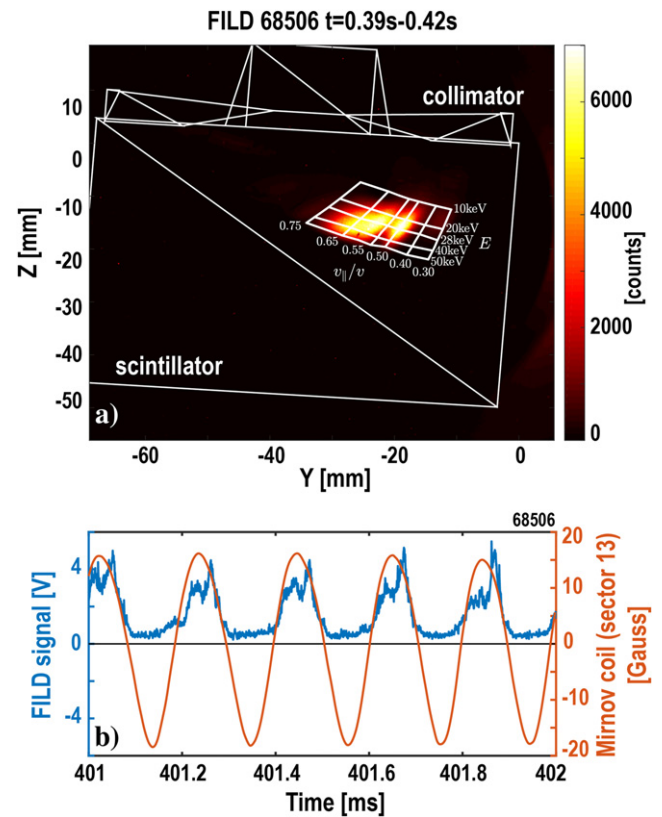 FILD 68506 t=0.39s-0.42s
collimator
10
0
-10
-20
-30
-40
-50
Z [mm]
10keV
20keV
28keV
40keV
50keV
E
0.75
0.65
0.55
0.50
0.40
0.30
v∥/v
scintillator
a)
-60
-40
-20
0
Y [mm]
6000
4000
2000
0
[counts]
68506
4
0
-4
FILD signal [V]
20
10
0
-10
-20
Mirnov coil (sector 13)
[Gauss]
b)
401
401.2
401.4
401.6
401.8
402
Time [ms]